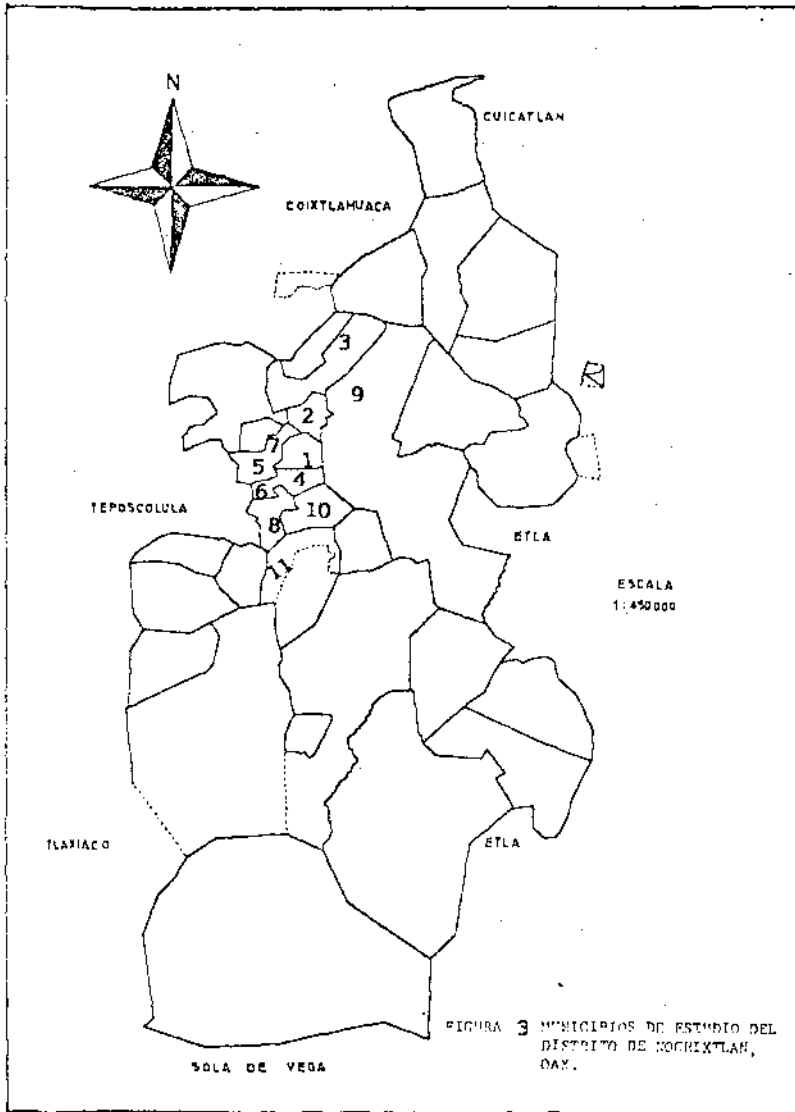 N
CUICATLAN
COIXTLAHUACA
3
9
2
7
1
5
4
6
TEPOSCOLULA
10
8
ETLA
11
ESCALA
1:450000
TLAXIACO
ETLA
FIGURA 3 MUNICIPIOS DE ESTUDIO DEL
DISTRITO DE NOCHIXTLAN,
OAX.
SOLA DE VEGA